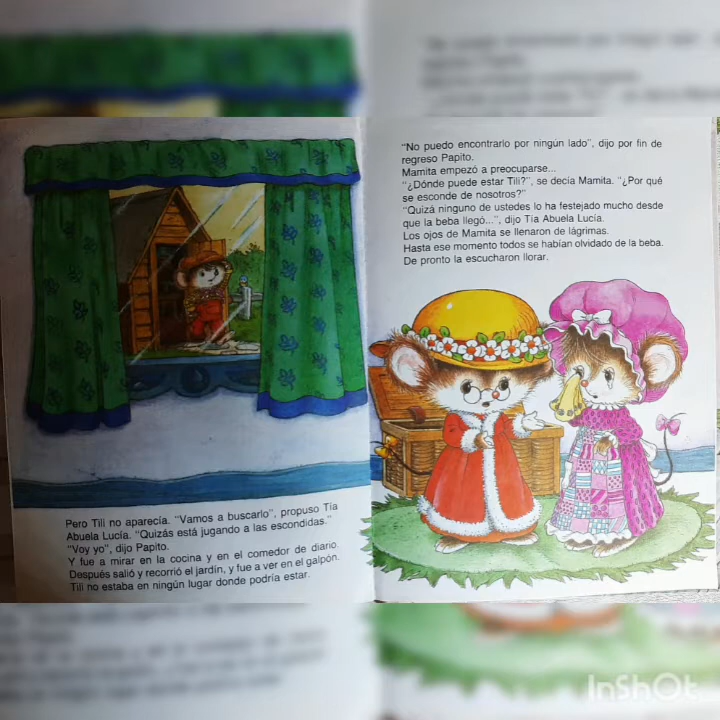 Pero Tili no aparecía. "Vamos a buscarlo", propuso Tía
Abuela Lucía. "Quizás está jugando a las escondidas."
"Voy yo", dijo Papito.
Y fue a mirar en la cocina y en el comedor de diario.
Después salió y recorrió el jardín, y fue a ver en el galpón.
Tili no estaba en ningún lugar donde podría estar.
"No puedo encontrarlo por ningún lado", dijo por fin de
regreso Papito.
Mamita empezó a preocuparse...
"¿Dónde puede estar Tili?", se decía Mamita. "¿Por qué
se esconde de nosotros?"
"Quizá ninguno de ustedes lo ha festejado mucho desde
que la beba llegó...", dijo Tía Abuela Lucía.
Los ojos de Mamita se llenaron de lágrimas.
Hasta ese momento todos se habían olvidado de la beba.
De pronto la escucharon llorar.
InShOt